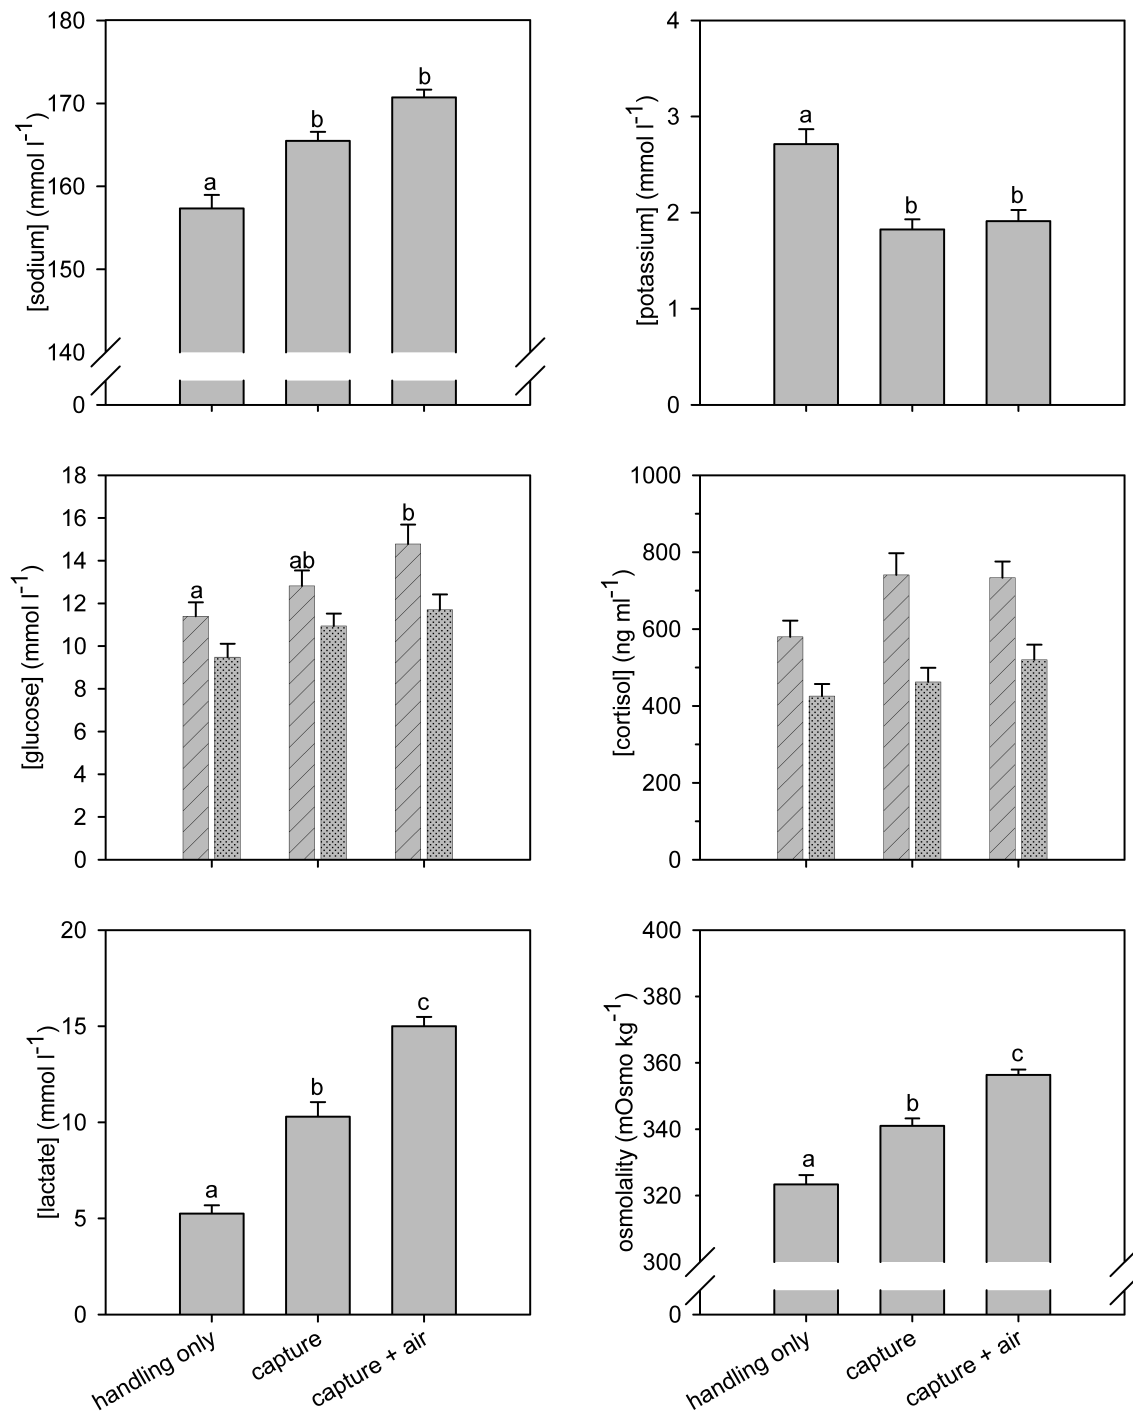 [sodium] (mmol l-1)
180
170
160
150
140
0
a
b
b
[potassium] (mmol l-1)
4
3
2
1
0
a
b
b
[glucose] (mmol l-1)
18
16
14
12
10
8
6
4
2
0
a
ab
b
[cortisol] (ng ml-1)
1000
800
600
400
200
0
[lactate] (mmol l-1)
20
15
10
5
0
a
b
c
handling only
capture
capture + air
osmolality (mOsmo kg-1)
400
380
360
340
320
300
0
a
b
c
handling only
capture
capture + air